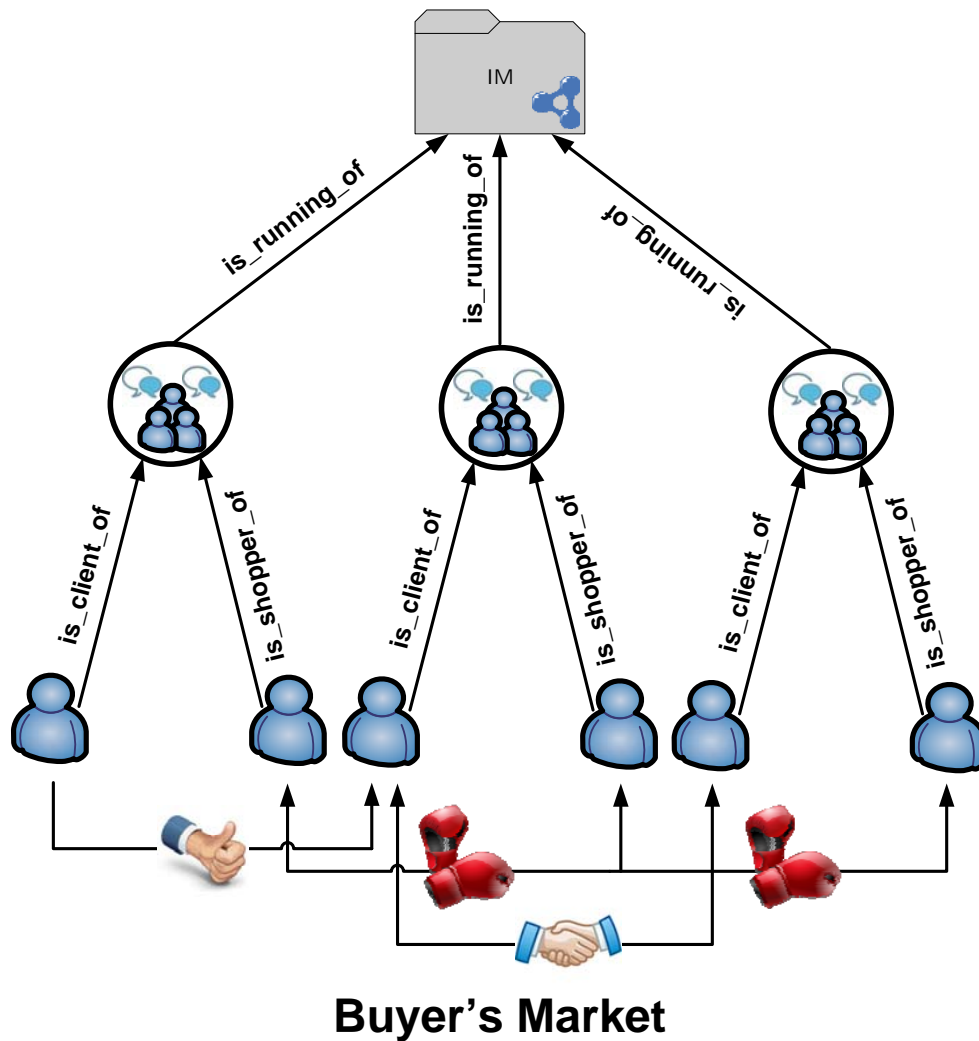 IM
is_running_of
is_running_of
is_running_of
is_client_of
is_shopper_of
is_client_of
is_shopper_of
is_client_of
is_shopper_of
Buyer's Market